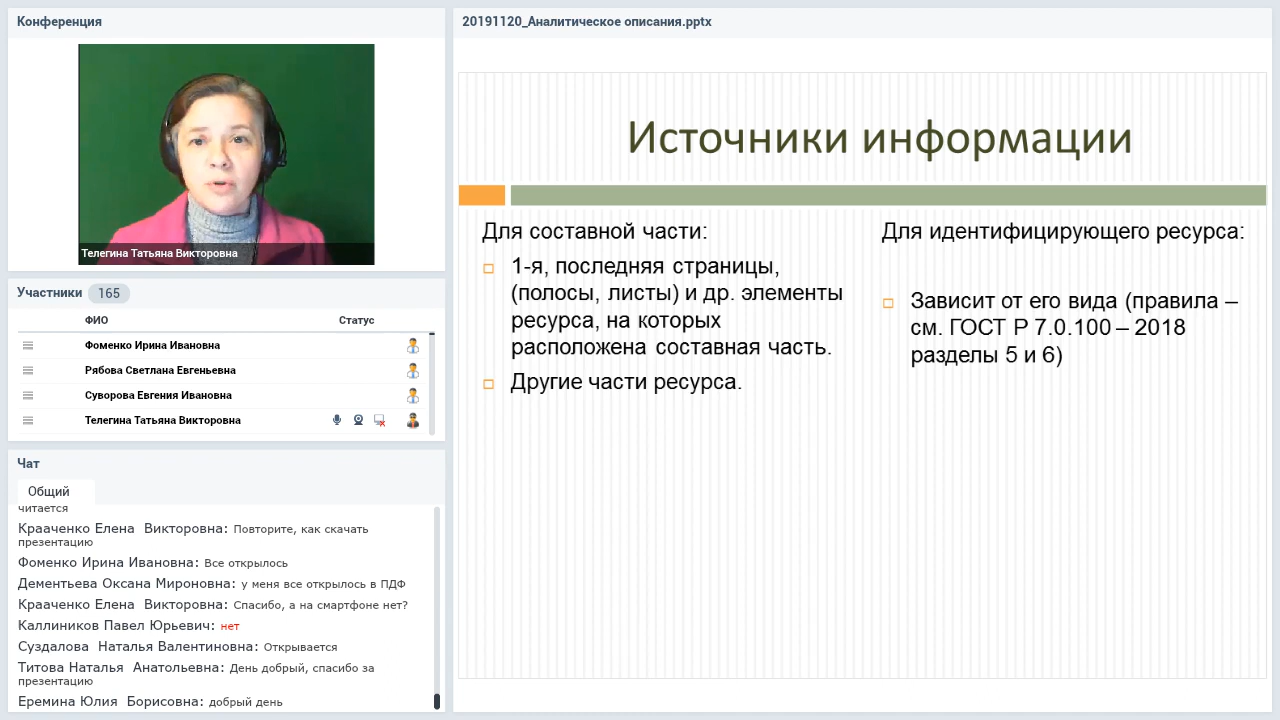 Конференция
Телегина Татьяна Викторовна
Участники 165
ФИО Статус
Фоменко Ирина Ивановна
Рябова Светлана Евгеньевна
Суворова Евгения Ивановна
Телегина Татьяна Викторовна
Чат
Общий
читается
Крааченко Елена Викторовна: Повторите, как скачать
презентацию
Фоменко Ирина Ивановна: Все открылось
Дементьева Оксана Мироновна: у меня все открылось в ПДФ
Крааченко Елена Викторовна: Спасибо, а на смартфоне нет?
Каллиников Павел Юрьевич: нет
Суздалова Наталья Валентиновна: Открывается
Титова Наталья Анатольевна: День добрый, спасибо за
презентацию
Еремина Юлия Борисовна: добрый день
20191120_Аналитическое описания.pptx
Источники информации
Для составной части:
1-я, последняя страницы,
(полосы, листы) и др. элементы
ресурса, на которых
расположена составная часть.
Другие части ресурса.
Для идентифицирующего ресурса:
Зависит от его вида (правила –
см. ГОСТ Р 7.0.100 – 2018
разделы 5 и 6)